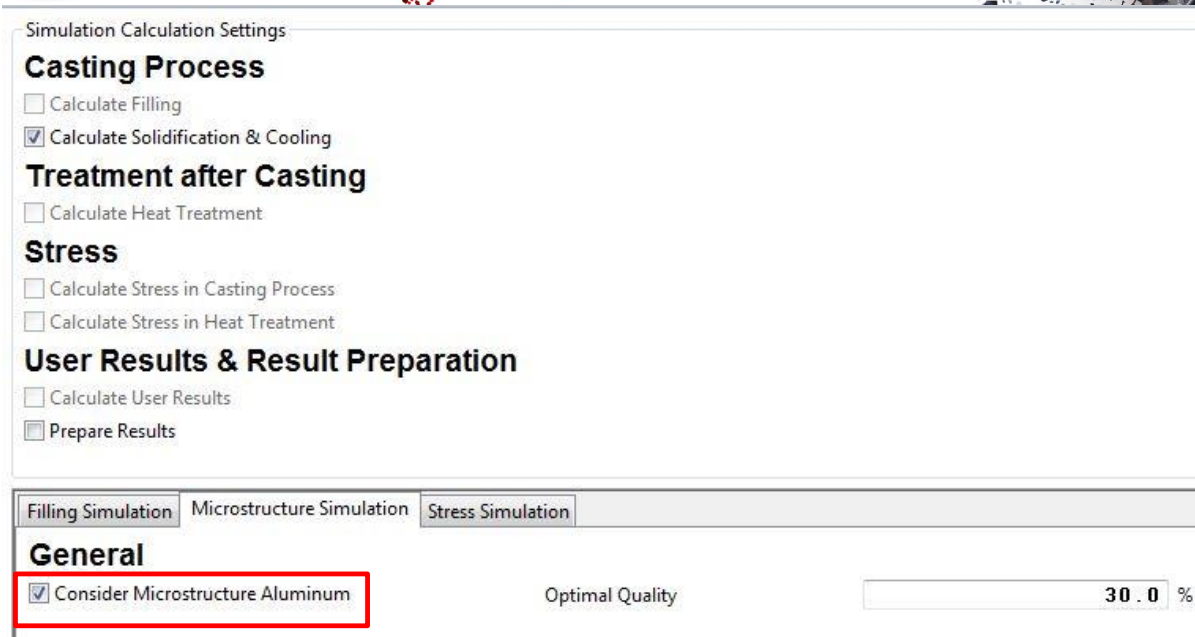 Simulation Calculation Settings
Casting Process
Calculate Filling
Calculate Solidification & Cooling
Treatment after Casting
Calculate Heat Treatment
Stress
Calculate Stress in Casting Process
Calculate Stress in Heat Treatment
User Results & Result Preparation
Calculate User Results
Prepare Results
Filling Simulation Microstructure Simulation Stress Simulation
General
Consider Microstructure Aluminum Optimal Quality 30.0 %